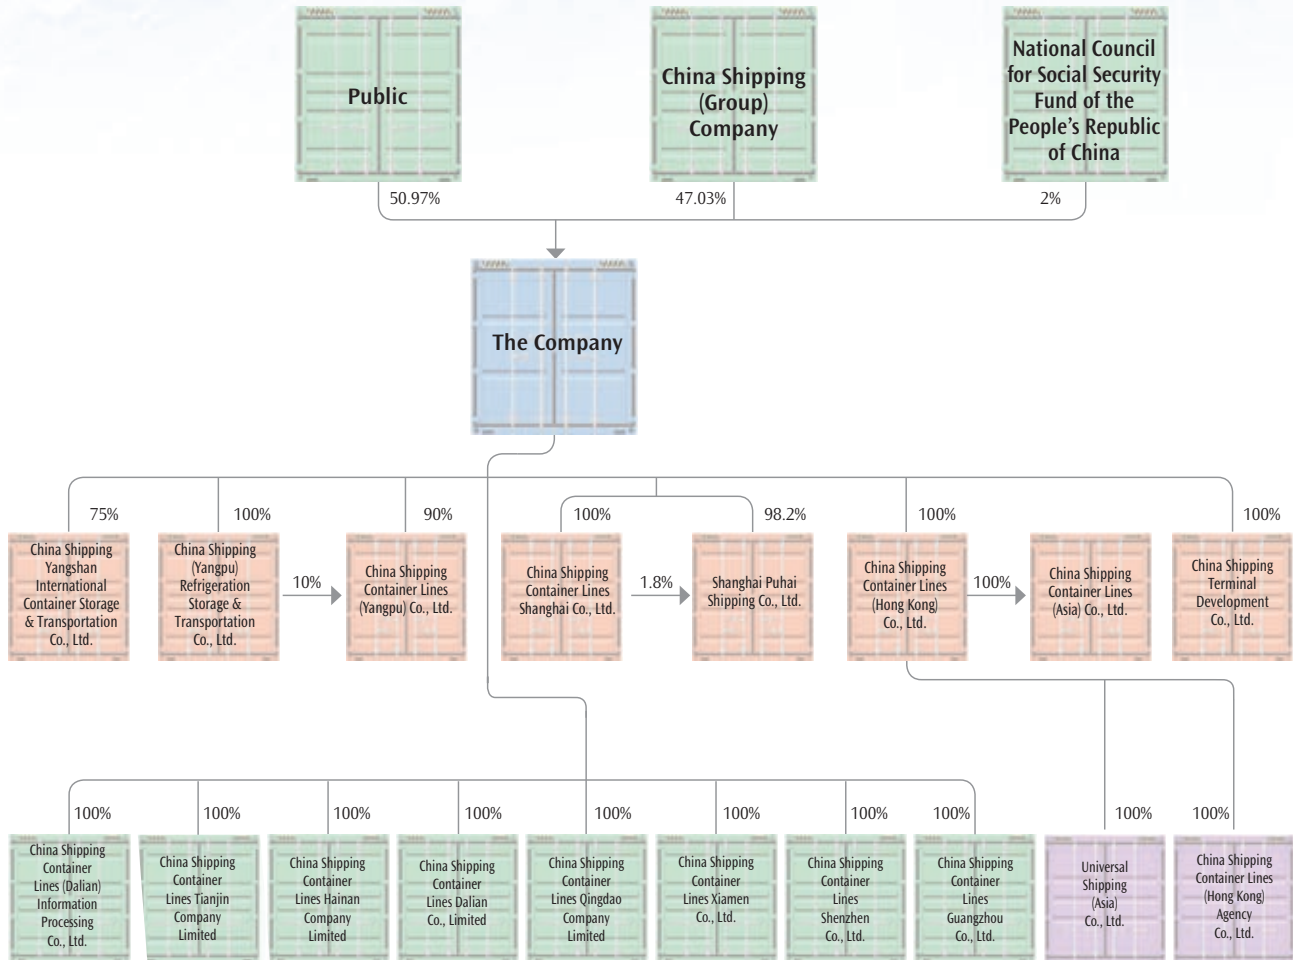 Public
China Shipping
(Group)
Company
National Council
for Social Security
Fund of the
People's Republic
of China
50.97%
47.03%
2%
The Company
75%
100%
90%
100%
98.2%
100%
100%
China Shipping
Yangshan
International
Container Storage
& Transportation
Co., Ltd.
China Shipping
(Yangpu)
Refrigeration
Storage &
Transportation
Co., Ltd.
10%
China Shipping
Container Lines
(Yangpu) Co., Ltd.
China Shipping
Container Lines
Shanghai Co., Ltd.
1.8%
Shanghai Puhai
Shipping Co., Ltd.
China Shipping
Container Lines
(Hong Kong)
Co., Ltd.
100%
China Shipping
Container Lines
(Asia) Co., Ltd.
China Shipping
Terminal
Development
Co., Ltd.
100%
100%
100%
100%
100%
100%
100%
100%
100%
100%
China Shipping
Container
Lines (Dalian)
Information
Processing
Co., Ltd.
China Shipping
Container
Lines Tianjin
Company
Limited
China Shipping
Container
Lines Hainan
Company
Limited
China Shipping
Container
Lines Dalian
Co., Limited
China Shipping
Container
Lines Qingdao
Company
Limited
China Shipping
Container
Lines Xiamen
Co., Ltd.
China Shipping
Container
Lines
Shenzhen
Co., Ltd.
China Shipping
Container
Lines
Guangzhou
Co., Ltd.
Universal
Shipping
(Asia)
Co., Ltd.
China Shipping
Container Lines
(Hong Kong)
Agency
Co., Ltd.